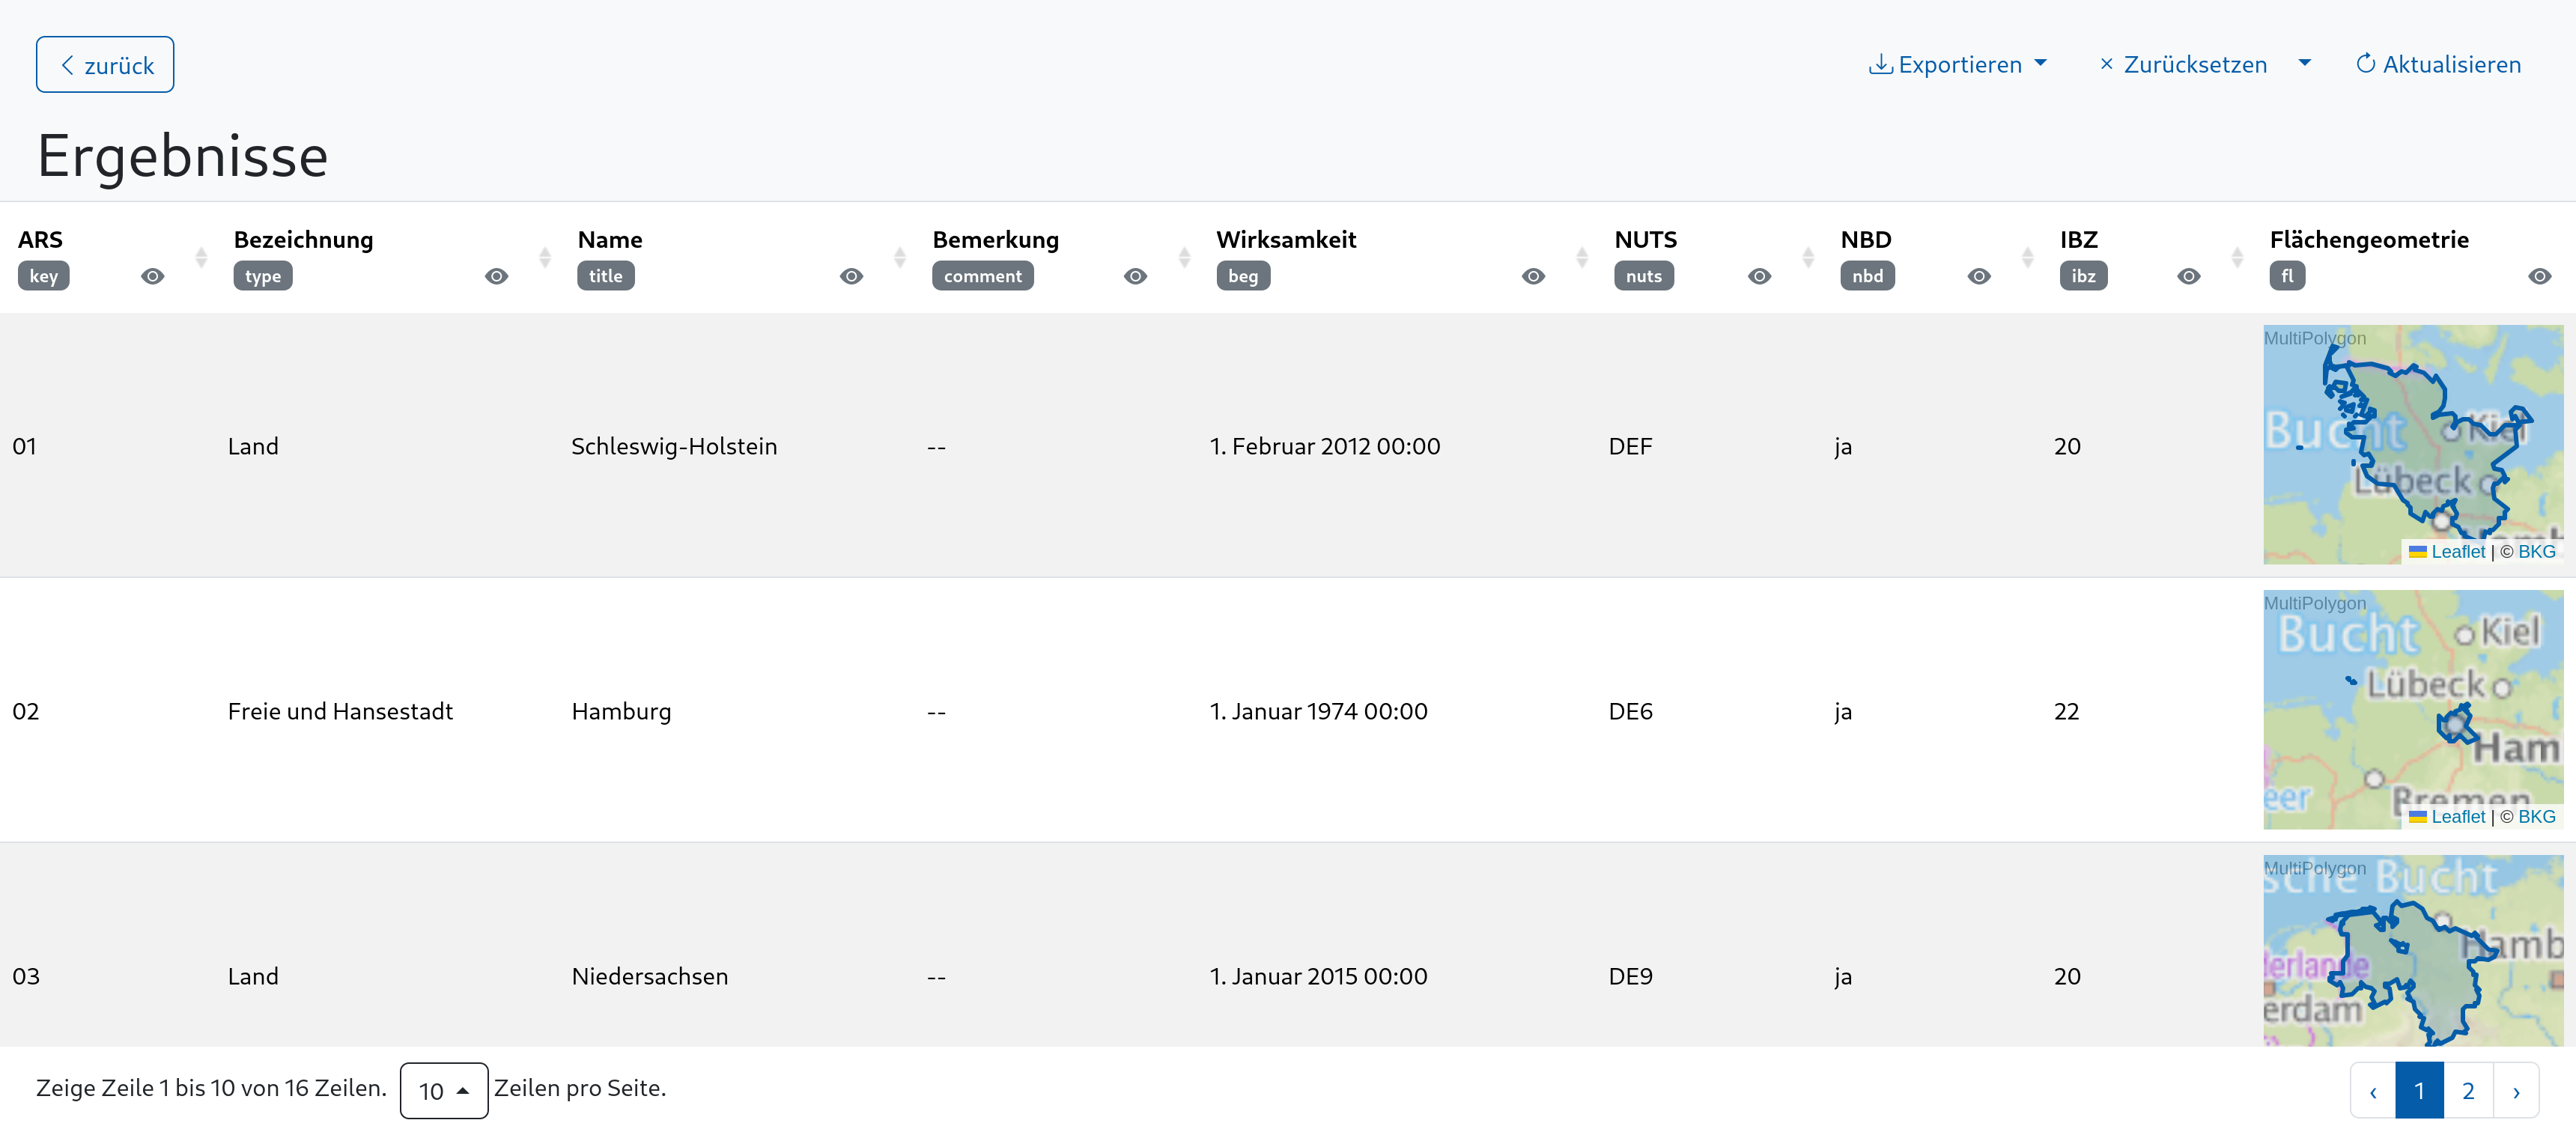 zurück
Exportieren
× Zurücksetzen
Aktualisieren
Ergebnisse
ARS Bezeichnung Name Bemerkung Wirksamkeit NUTS NBD IBZ Flächengeometrie
key type title comment beg nuts nbd ibz fl
MultiPolygon
Bucht Kiel
01 Land Schleswig-Holstein -- 1. Februar 2012 00:00 DEF ja 20
Lübeck
Leaflet | © BKG
MultiPolygon
Bucht Kiel
Lübeck
02 Freie und Hansestadt Hamburg -- 1. Januar 1974 00:00 DE6 ja 22
Ham
eer Bremen
Leaflet | © BKG
MultiPolygon
sche Bucht
Hamb
erlande
03 Land Niedersachsen -- 1. Januar 2015 00:00 DE9 ja 20
erdam
Zeige Zeile 1 bis 10 von 16 Zeilen. 10 Zeilen pro Seite.
‹ 1 2 ›